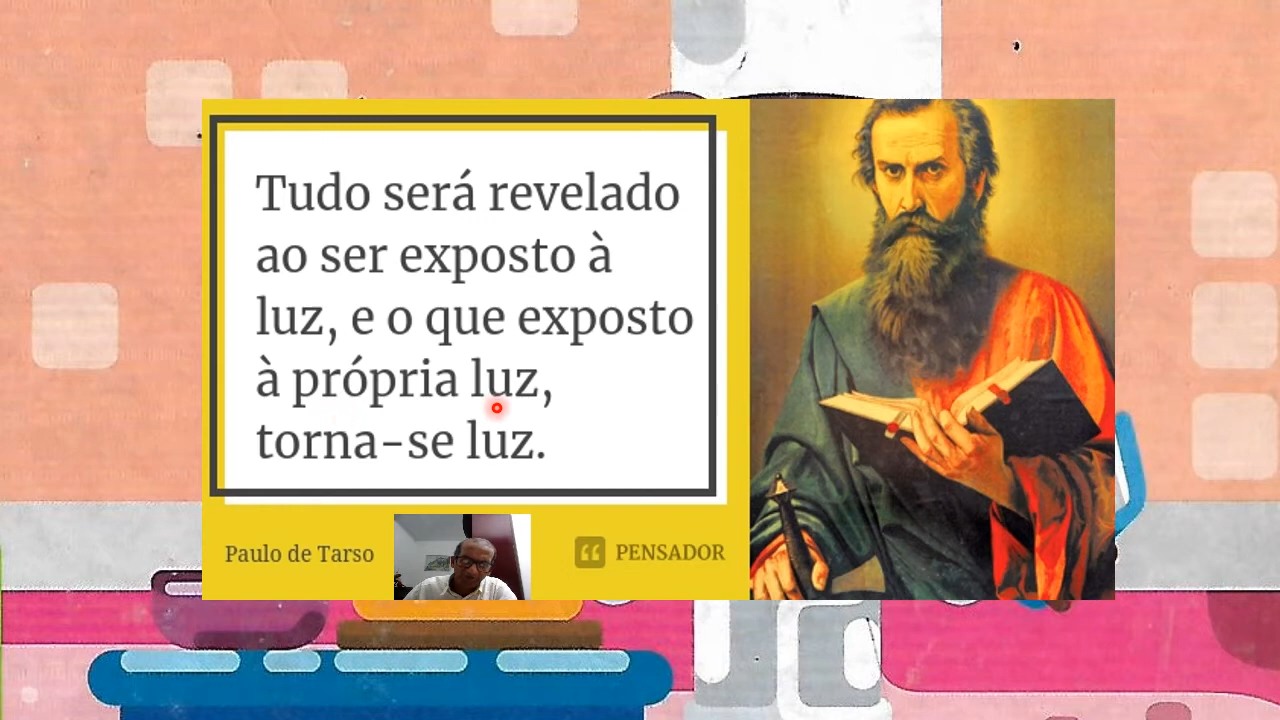 Tudo será revelado
ao ser exposto à
luz, e o que exposto
à própria luz,
torna-se luz.
Paulo de Tarso
PENSADOR